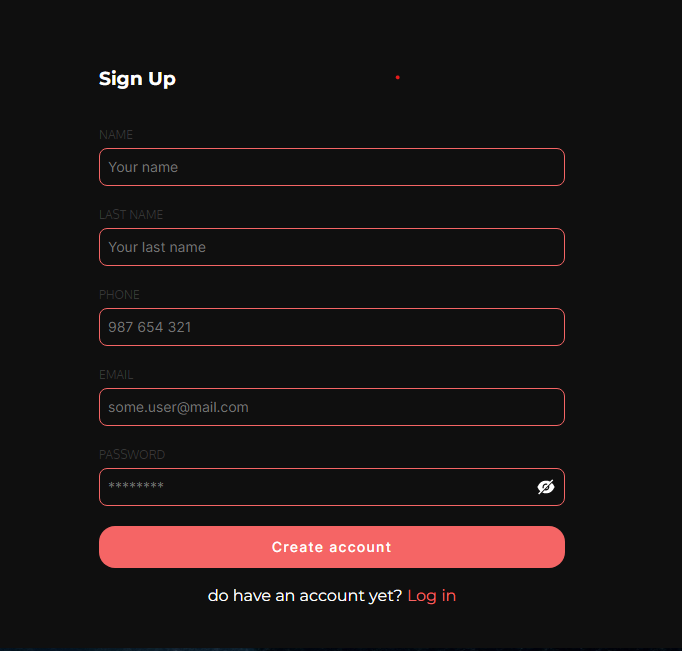 Sign Up
NAME
Your name
LAST NAME
Your last name
PHONE
987 654 321
EMAIL
some.user@mail.com
PASSWORD
********
Create account
do have an account yet? Log in